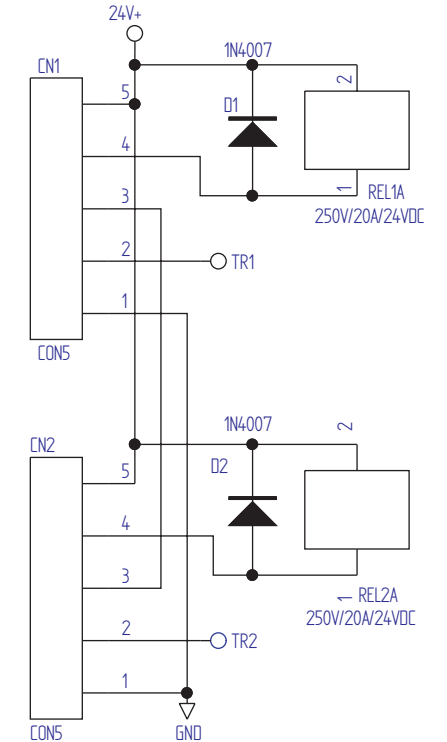 24V+
1N4007
CN1
5
D1
2
4
3
1
REL1A
250V/20A/24VDC
2
TR1
1
CON5
1N4007
2
CN2
D2
5
4
3
1
REL2A
250V/20A/24VDC
2
TR2
1
CON5
GND